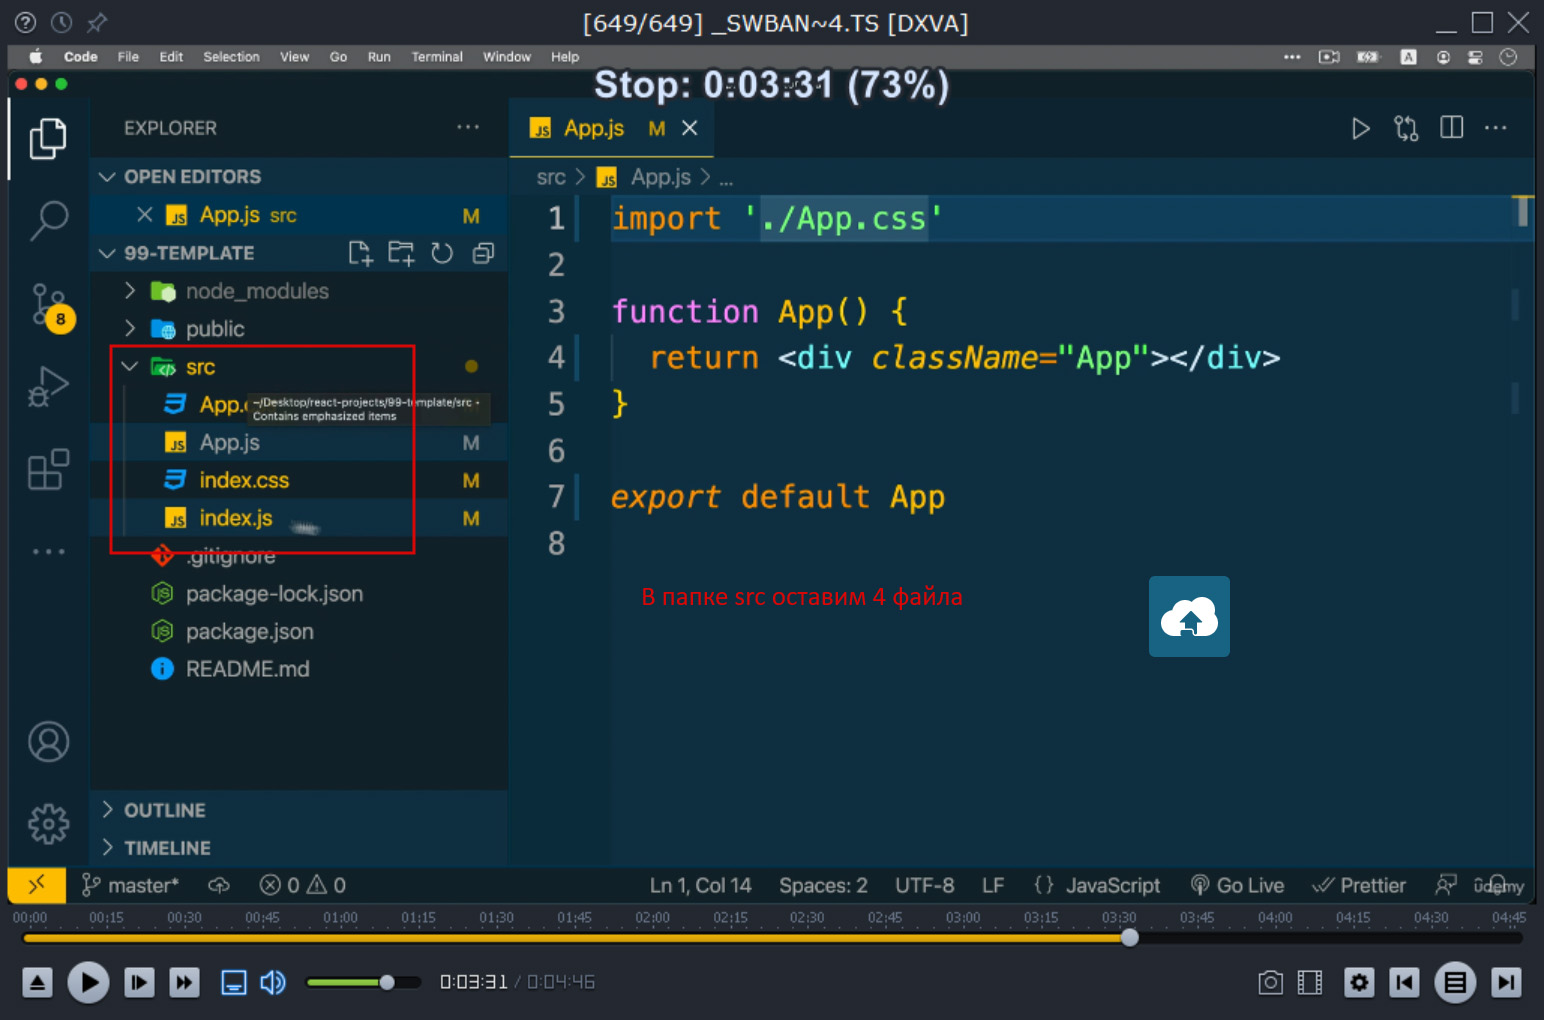 [649/649] _SWBAN~4.TS [DXVA]
Code File Edit Selection View Go Run Terminal Window Help
A
Stop: 0:03:31 (73%)
EXPLORER
JS App.js M
OPEN EDITORS
src > JS App.js > ...
JS App.js src M
99-TEMPLATE
node_modules
8
public
src
App.
~/Desktop/react-projects/99-template/src •
Contains emphasized items
JS App.js M
index.css M
JS index.js M
.gitignore
package-lock.json
package.json
README.md
OUTLINE
TIMELINE
1 import './App.css'
2
3 function App() {
4 return <div className="App"></div>
5 }
6
7 export default App
8
В папке src оставим 4 файла
master* 0 0 Ln 1, Col 14 Spaces: 2 UTF-8 LF {} JavaScript Go Live Prettier
ûdemy
00:00 00:15 00:30 00:45 01:00 01:15 01:30 01:45 02:00 02:15 02:30 02:45 03:00 03:15 03:30 03:45 04:00 04:15 04:30 04:45
0:03:31 / 0:04:46